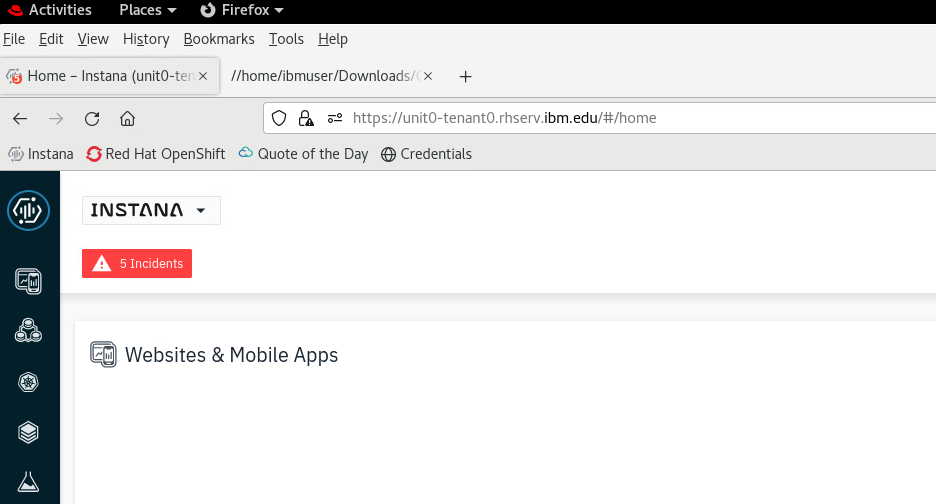 Activities Places Firefox
File Edit View History Bookmarks Tools Help
5 Home – Instana (unit0-ten × //home/ibmuser/Downloads/ × +
https://unit0-tenant0.rhserv.ibm.edu/#/home
Instana Red Hat OpenShift Quote of the Day Credentials
INSTANA
5 Incidents
Websites & Mobile Apps